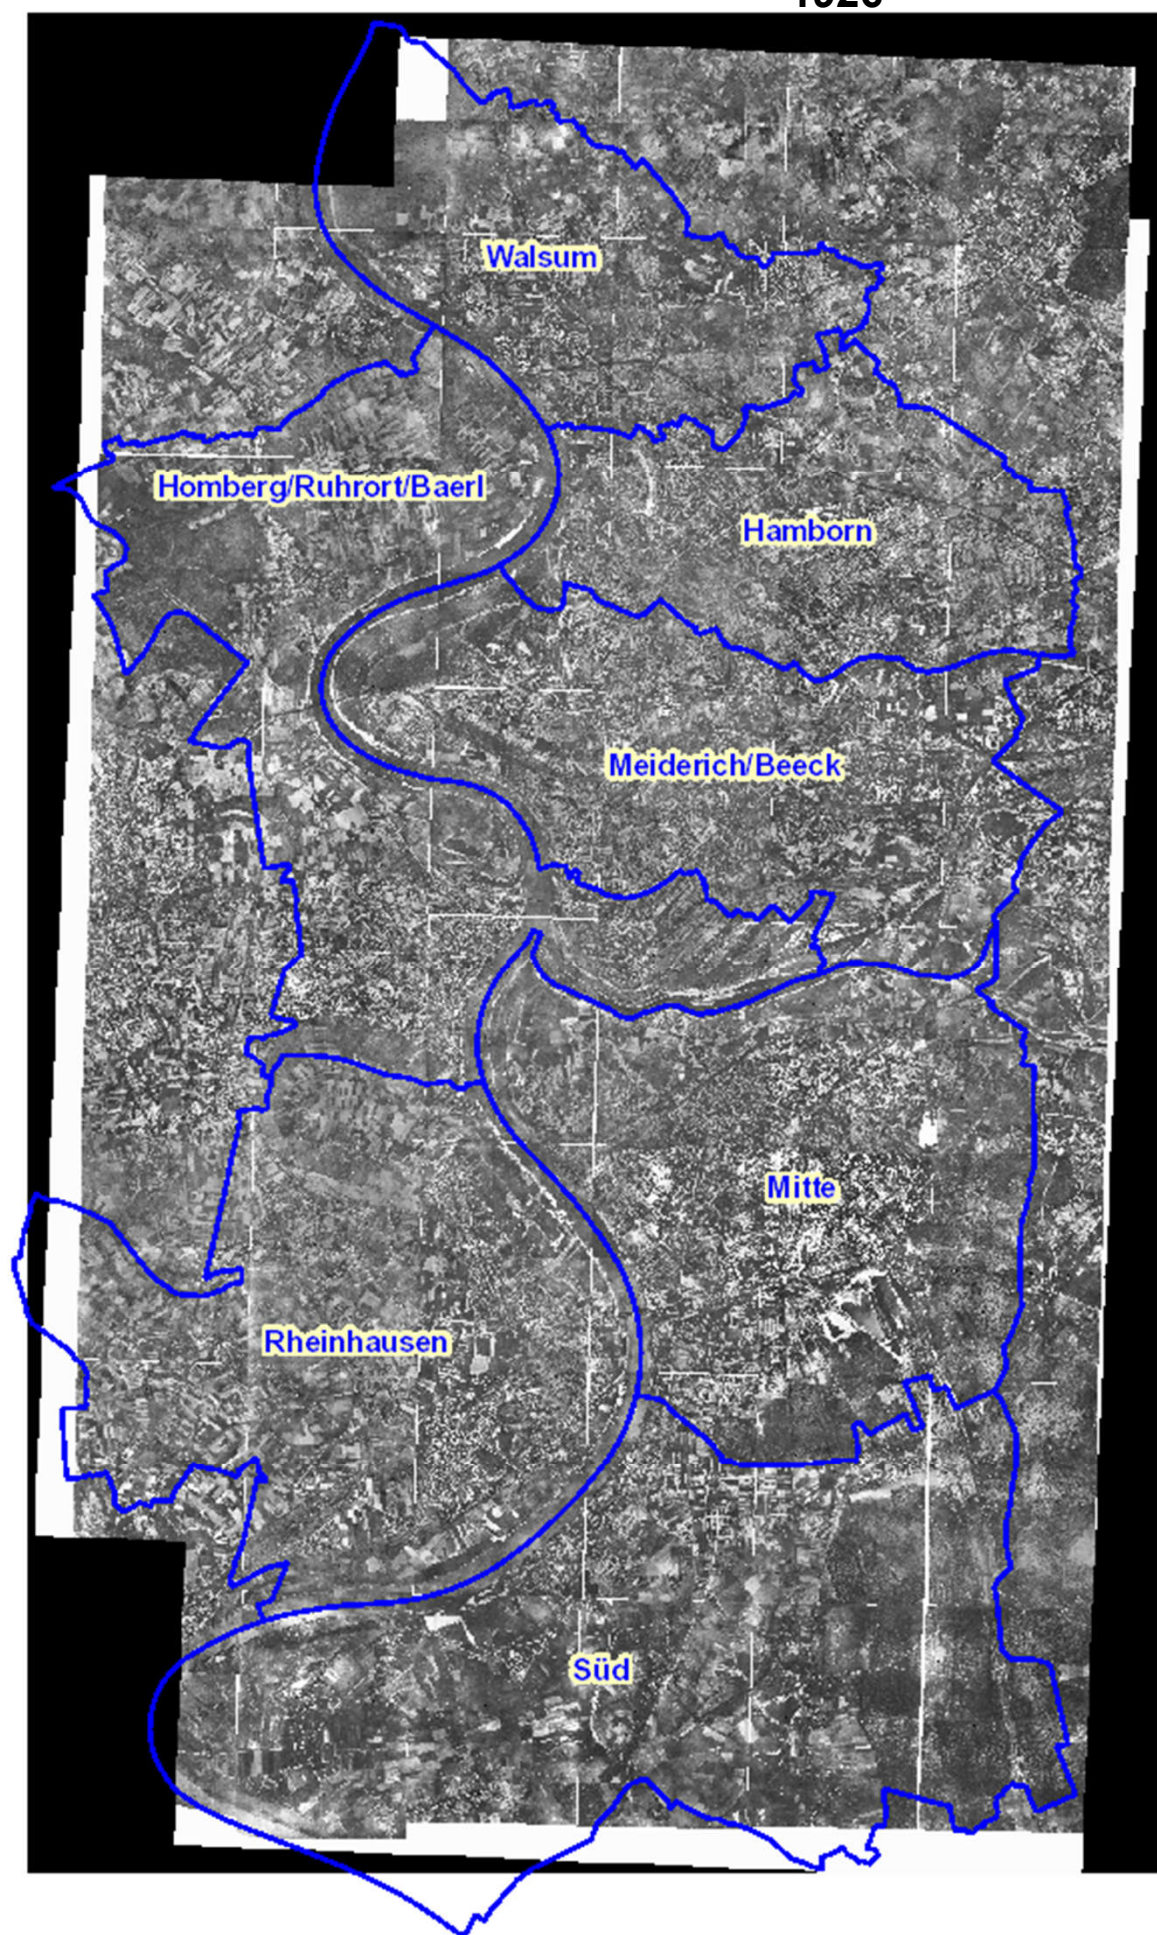 Walsum
Homberg/Ruhrort/Baerl
Hamborn
Meiderich/Beeck
Mitte
Rheinhausen
Süd